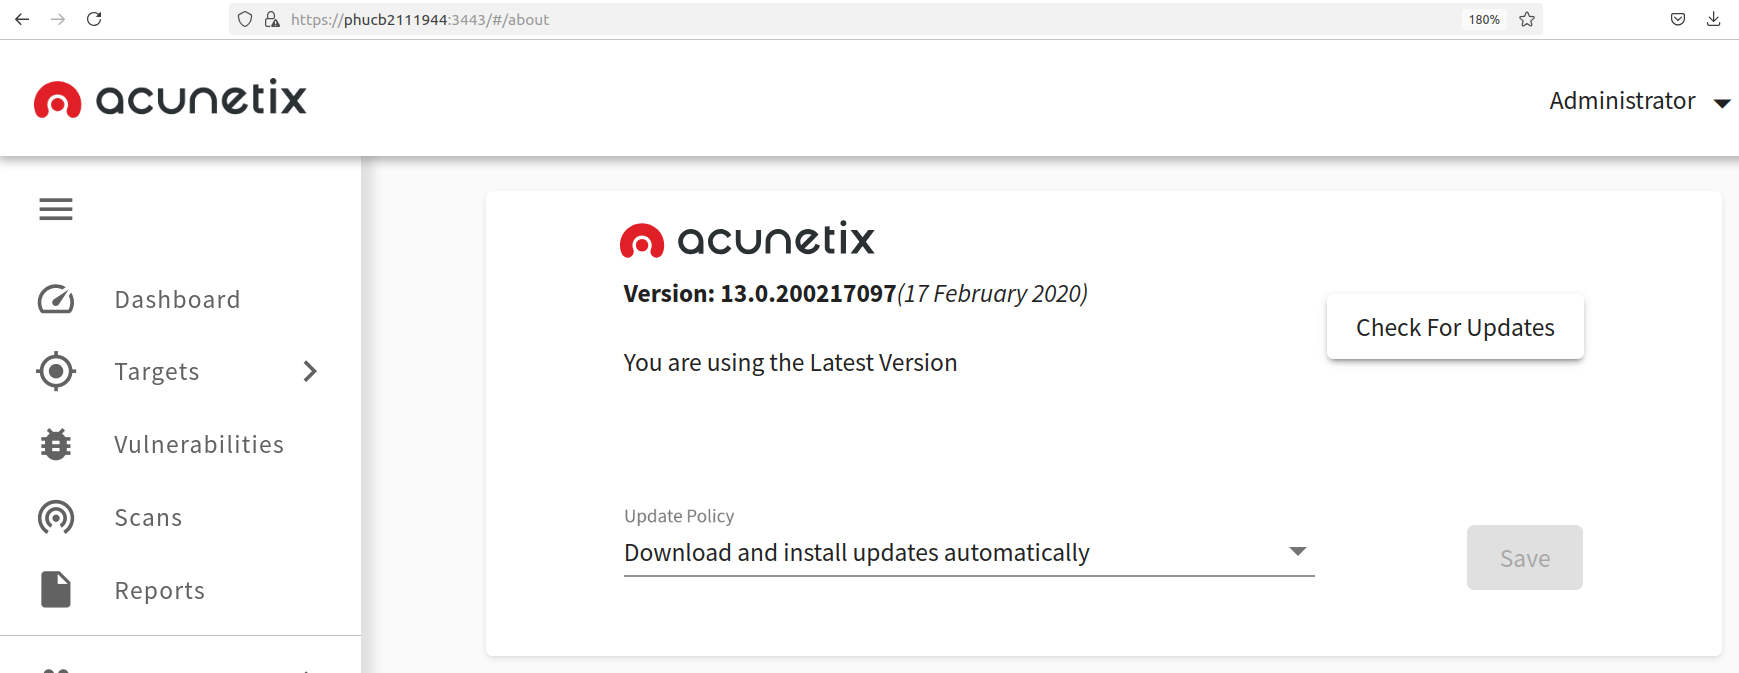 https://phucb2111944:3443/#/about
180%
acunetix
Administrator
Dashboard
Targets
Vulnerabilities
Scans
Reports
acunetix
Version: 13.0.200217097(17 February 2020)
Check For Updates
You are using the Latest Version
Update Policy
Download and install updates automatically
Save